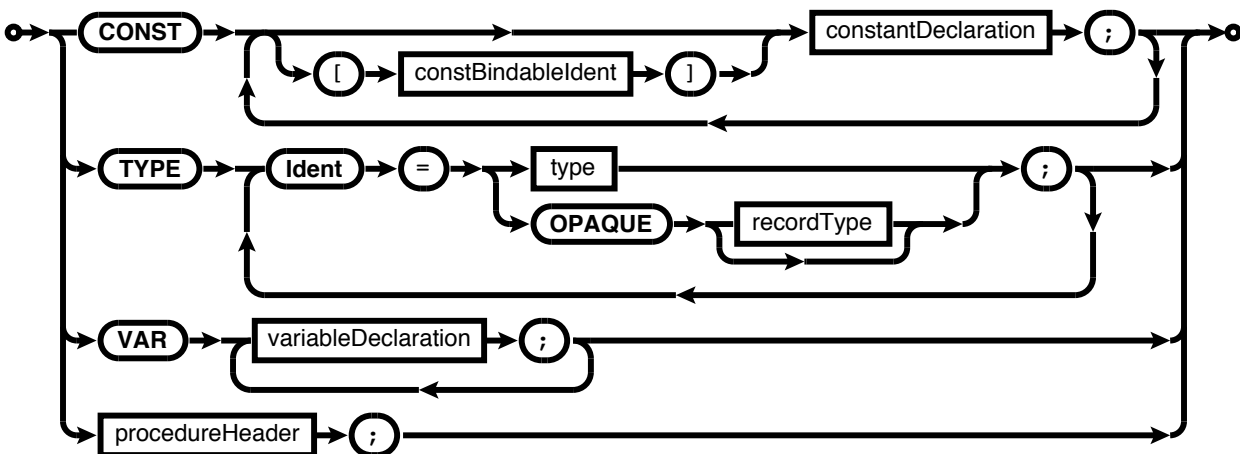 CONST constantDeclaration ;
[ constBindableIdent ]
TYPE Ident = type ;
OPAQUE recordType
VAR variableDeclaration ;
procedureHeader ;